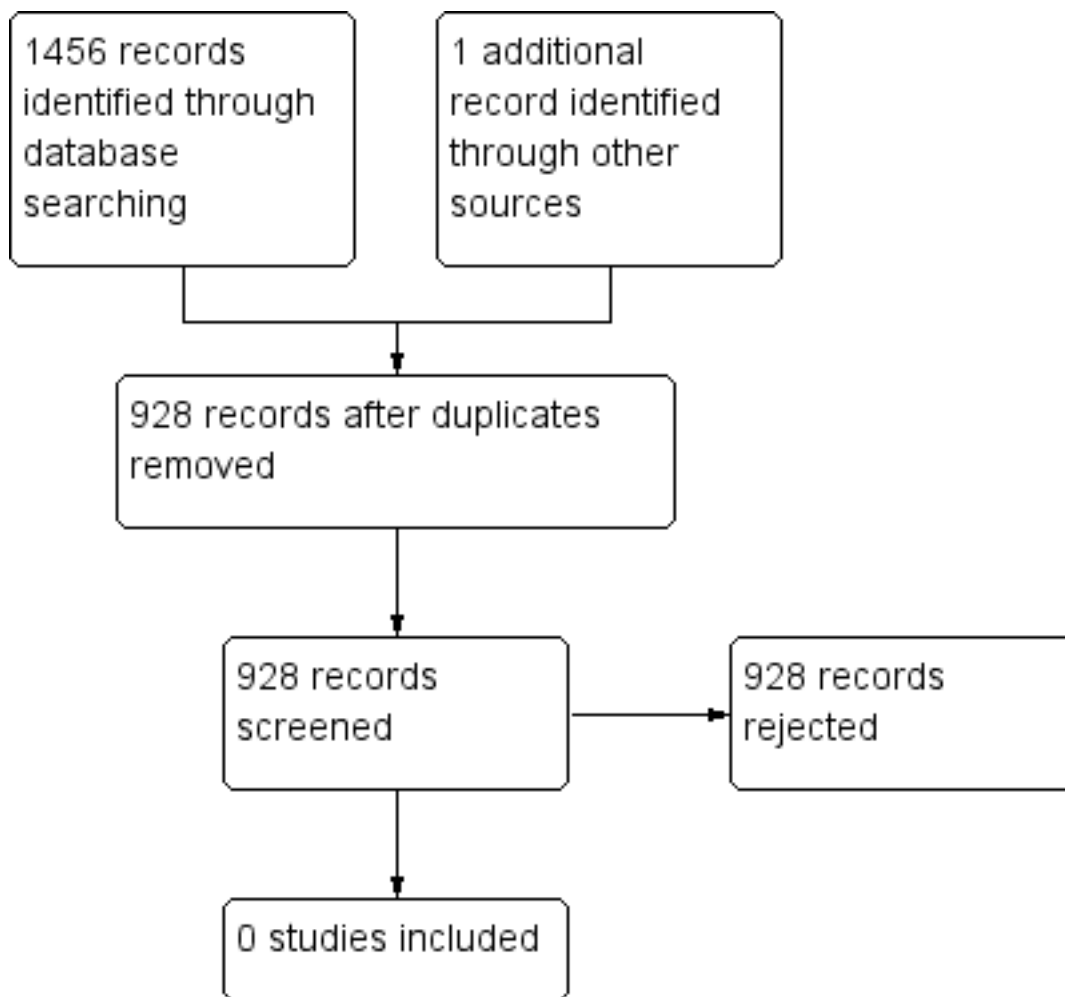 1456 records
identified through
database
searching
1 additional
record identified
through other
sources
928 records after duplicates
removed
928 records
screened
928 records
rejected
0 studies included